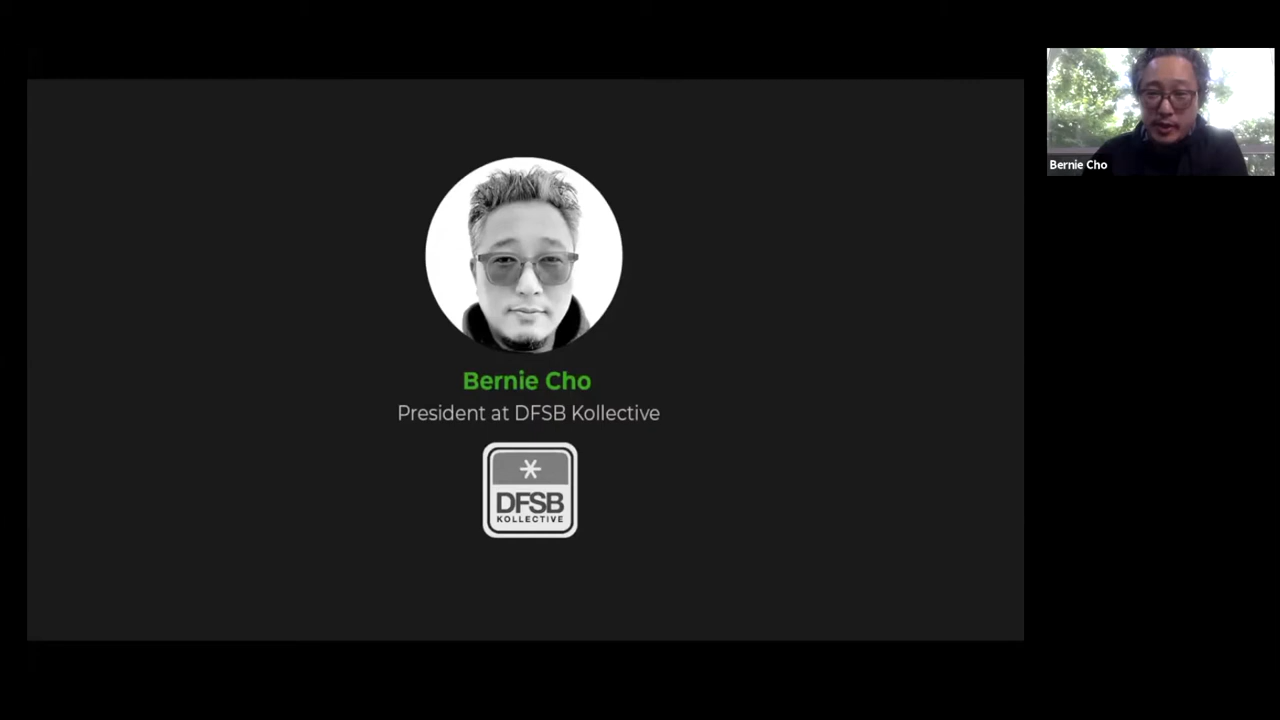 Bernie Cho
President at DFSB Kollective
DFSB
KOLLECTIVE
Bernie Cho